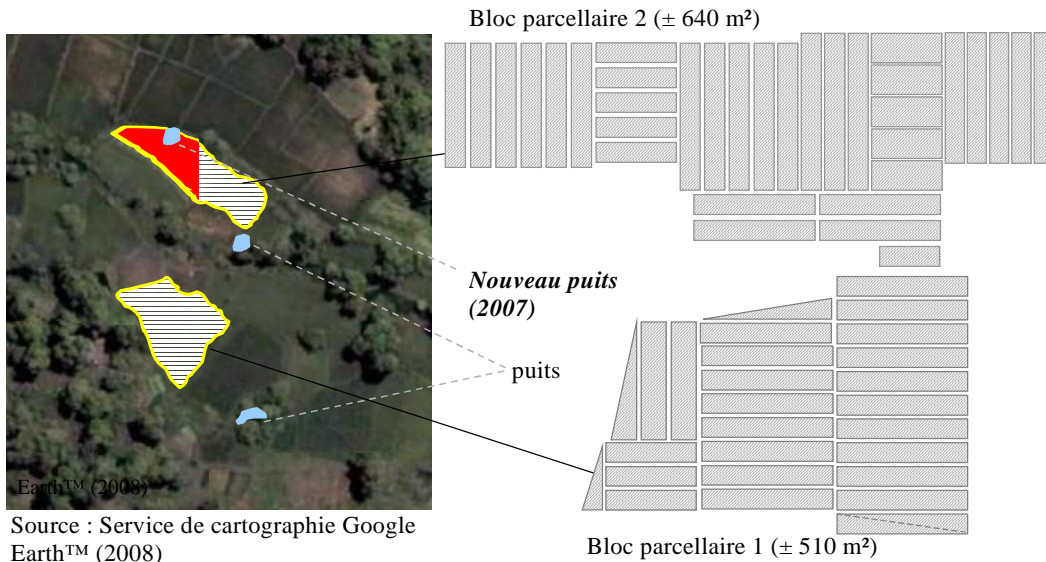 Bloc parcellaire 2 (± 640 m²)
Nouveau puits
(2007)
puits
Earth™ (2008)
Source : Service de cartographie Google
Earth™ (2008)
Bloc parcellaire 1 (± 510 m²)